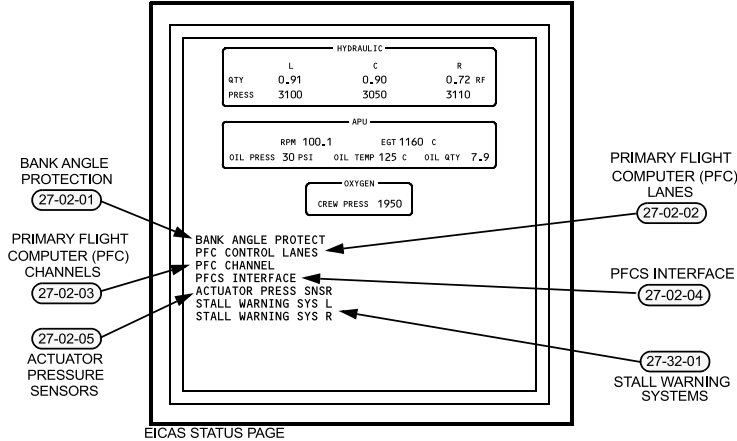 HYDRAULIC
L C R
QTY 0.91 0.90 0.72 RF
PRESS 3100 3050 3110
APU
RPM 100.1 EGT 1160 C
OIL PRESS 30 PSI OIL TEMP 125 C OIL QTY 7.9
OXYGEN
CREW PRESS 1950
BANK ANGLE PROTECT
PFC CONTROL LANES
PFC CHANNEL
PFCS INTERFACE
ACTUATOR PRESS SNSR
STALL WARNING SYS L
STALL WARNING SYS R
BANK ANGLE
PROTECTION
27-02-01
PRIMARY FLIGHT
COMPUTER (PFC)
CHANNELS
27-02-03
27-02-05
ACTUATOR
PRESSURE
SENSORS
PRIMARY FLIGHT
COMPUTER (PFC)
LANES
27-02-02
PFCS INTERFACE
27-02-04
27-32-01
STALL WARNING
SYSTEMS
EICAS STATUS PAGE